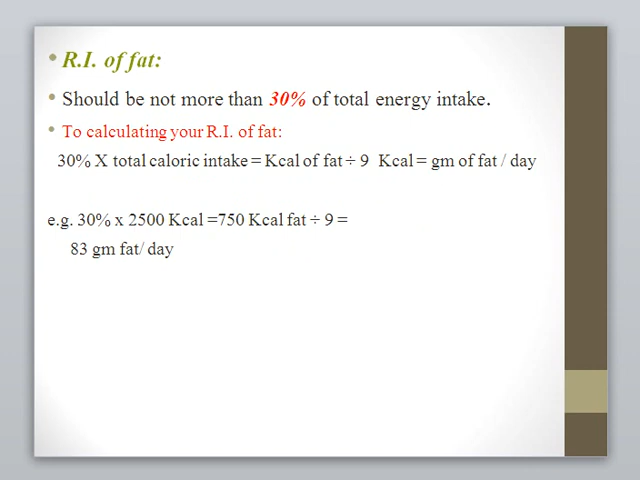 • R.I. of fat:
• Should be not more than 30% of total energy intake.
• To calculating your R.I. of fat:
30% X total caloric intake = Kcal of fat ÷ 9 Kcal = gm of fat / day
e.g. 30% x 2500 Kcal =750 Kcal fat ÷ 9 =
83 gm fat/ day